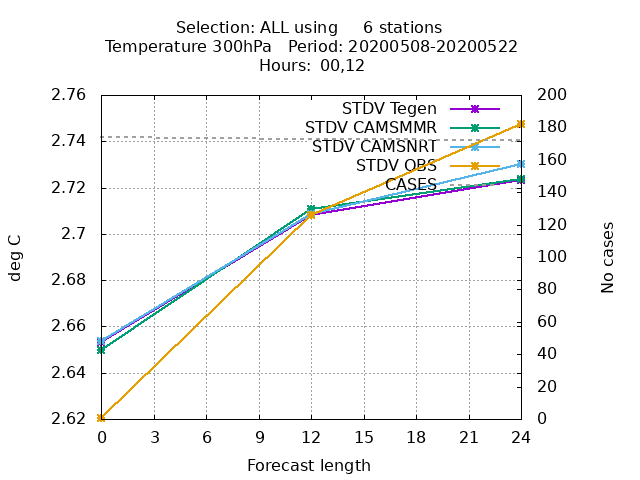 Selection: ALL using     6 stations
Temperature 300hPa   Period: 20200508-20200522
Hours: 00,12
2.76
2.74
2.72
2.7
2.68
2.66
2.64
2.62
deg C
STDV Tegen
STDV CAMSMMR
STDV CAMSNRT
STDV OBS
CASES
200
180
160
140
120
100
80
60
40
20
0
No cases
0 3 6 9 12 15 18 21 24
Forecast length